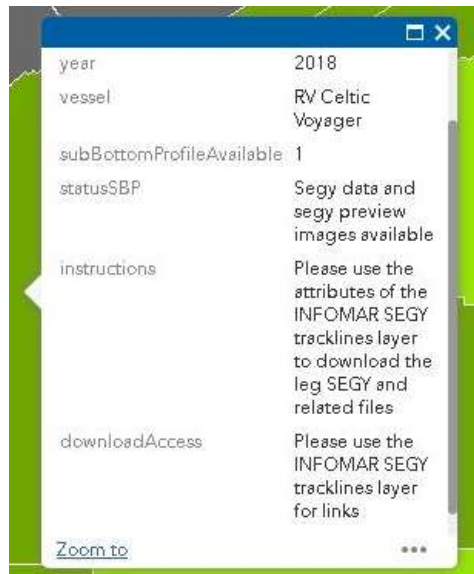 year 2018
vessel RV Celtic
Voyager
subBottomProfileAvailable 1
statusSBP Segy data and
segy preview
images available
instructions Please use the
attributes of the
INFOMAR SEGY
tracklines layer
to download the
leg SEGY and
related files
downloadAccess Please use the
INFOMAR SEGY
tracklines layer
for links
Zoom to